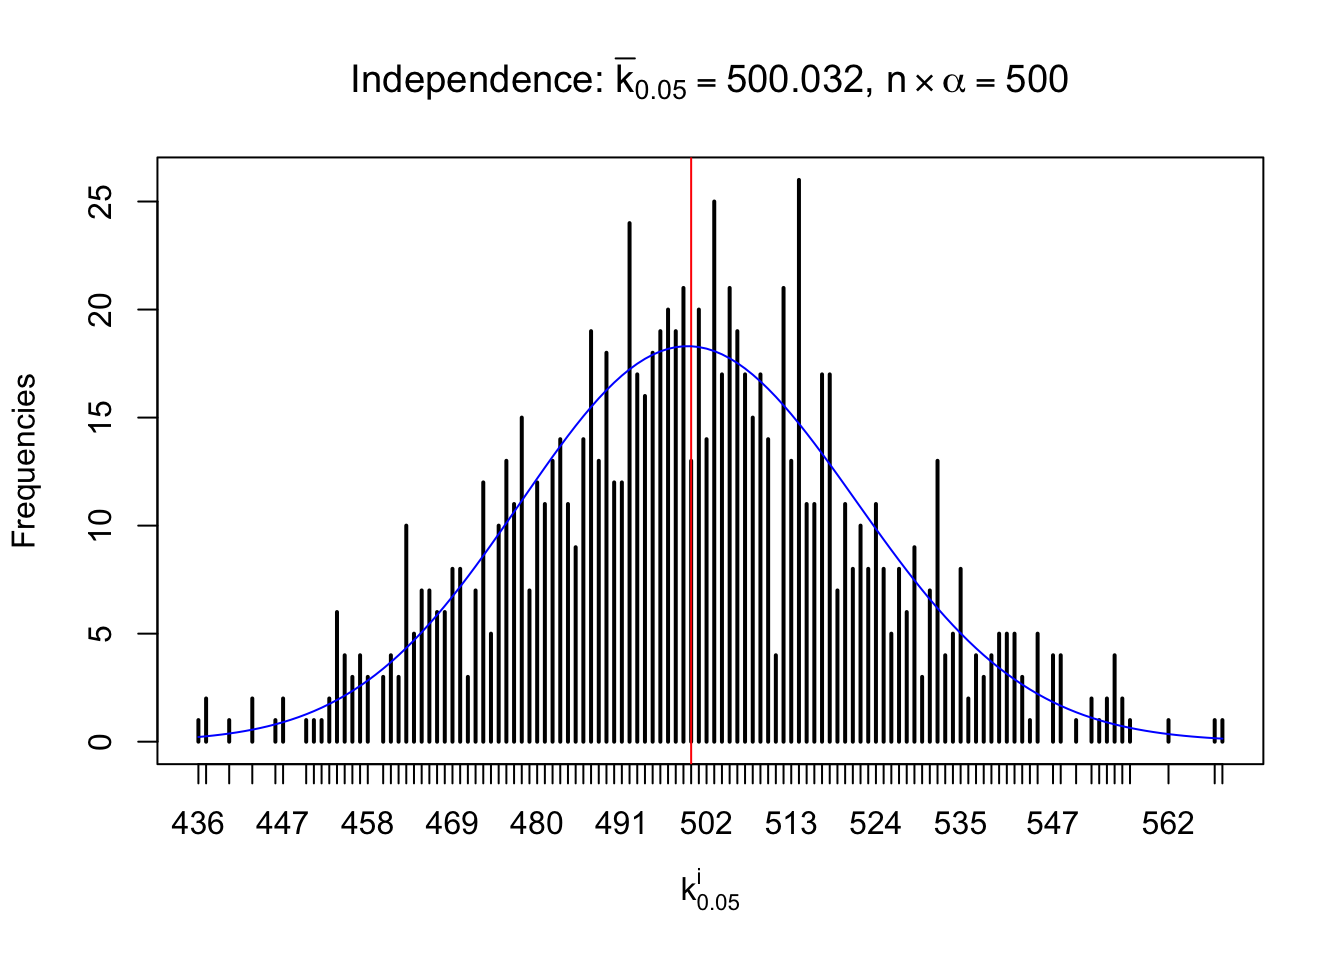 Independence: k̅0.05 = 500.032, n × α = 500
Frequencies
25
20
15
10
5
0
436 447 458 469 480 491 502 513 524 535 547 562
k^i_0.05